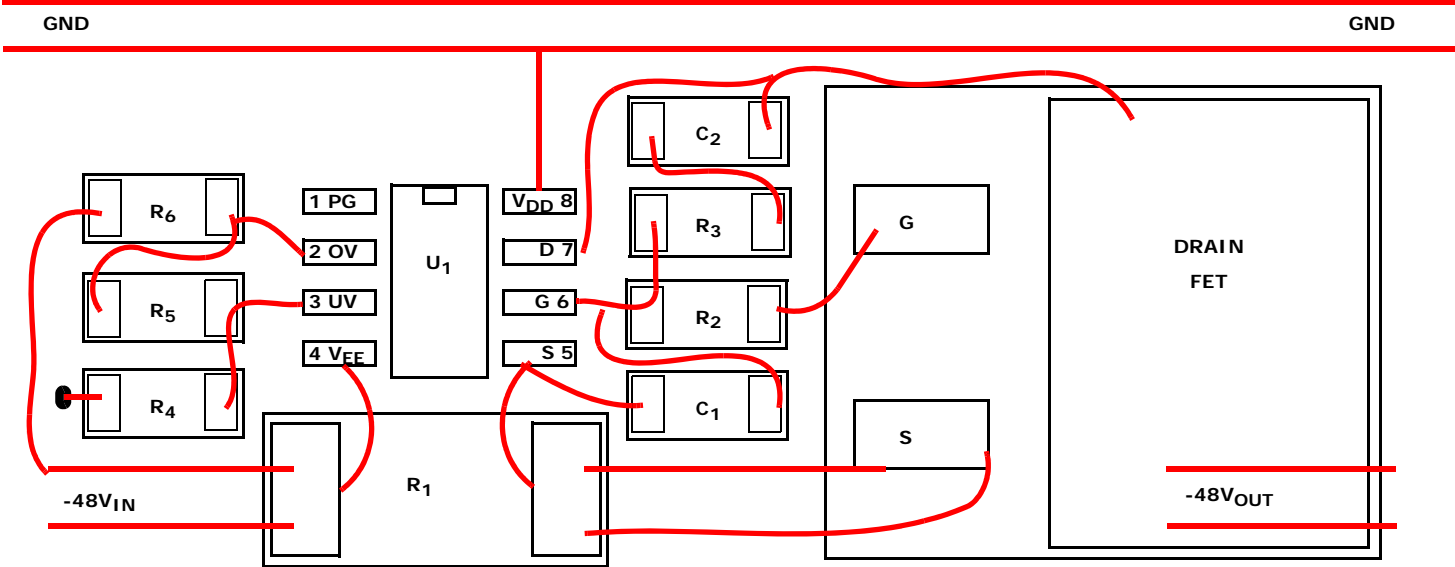 GND GND
C2
R6 1 PG VDD 8
R3 G
2 OV U1 D 7 DRAIN
FET
R5 3 UV G 6 R2
4 VEE S 5
R4 C1
S
-48VIN R1 -48VOUT